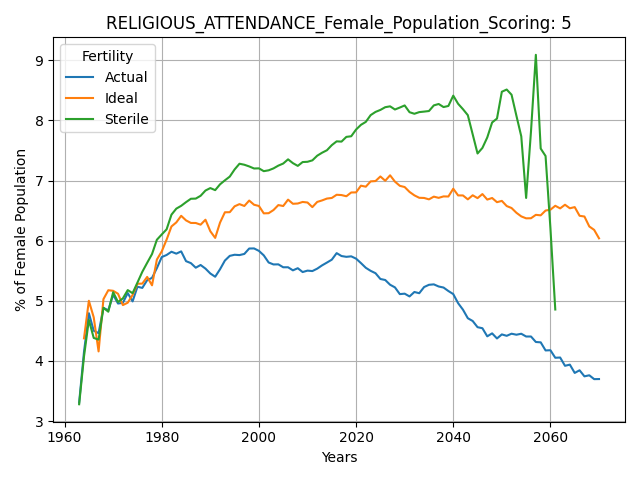 RELIGIOUS_ATTENDANCE_Female_Population_Scoring: 5
Fertility
Actual
Ideal
Sterile
% of Female Population
9
8
7
6
5
4
3
1960
1980
2000
2020
2040
2060
Years